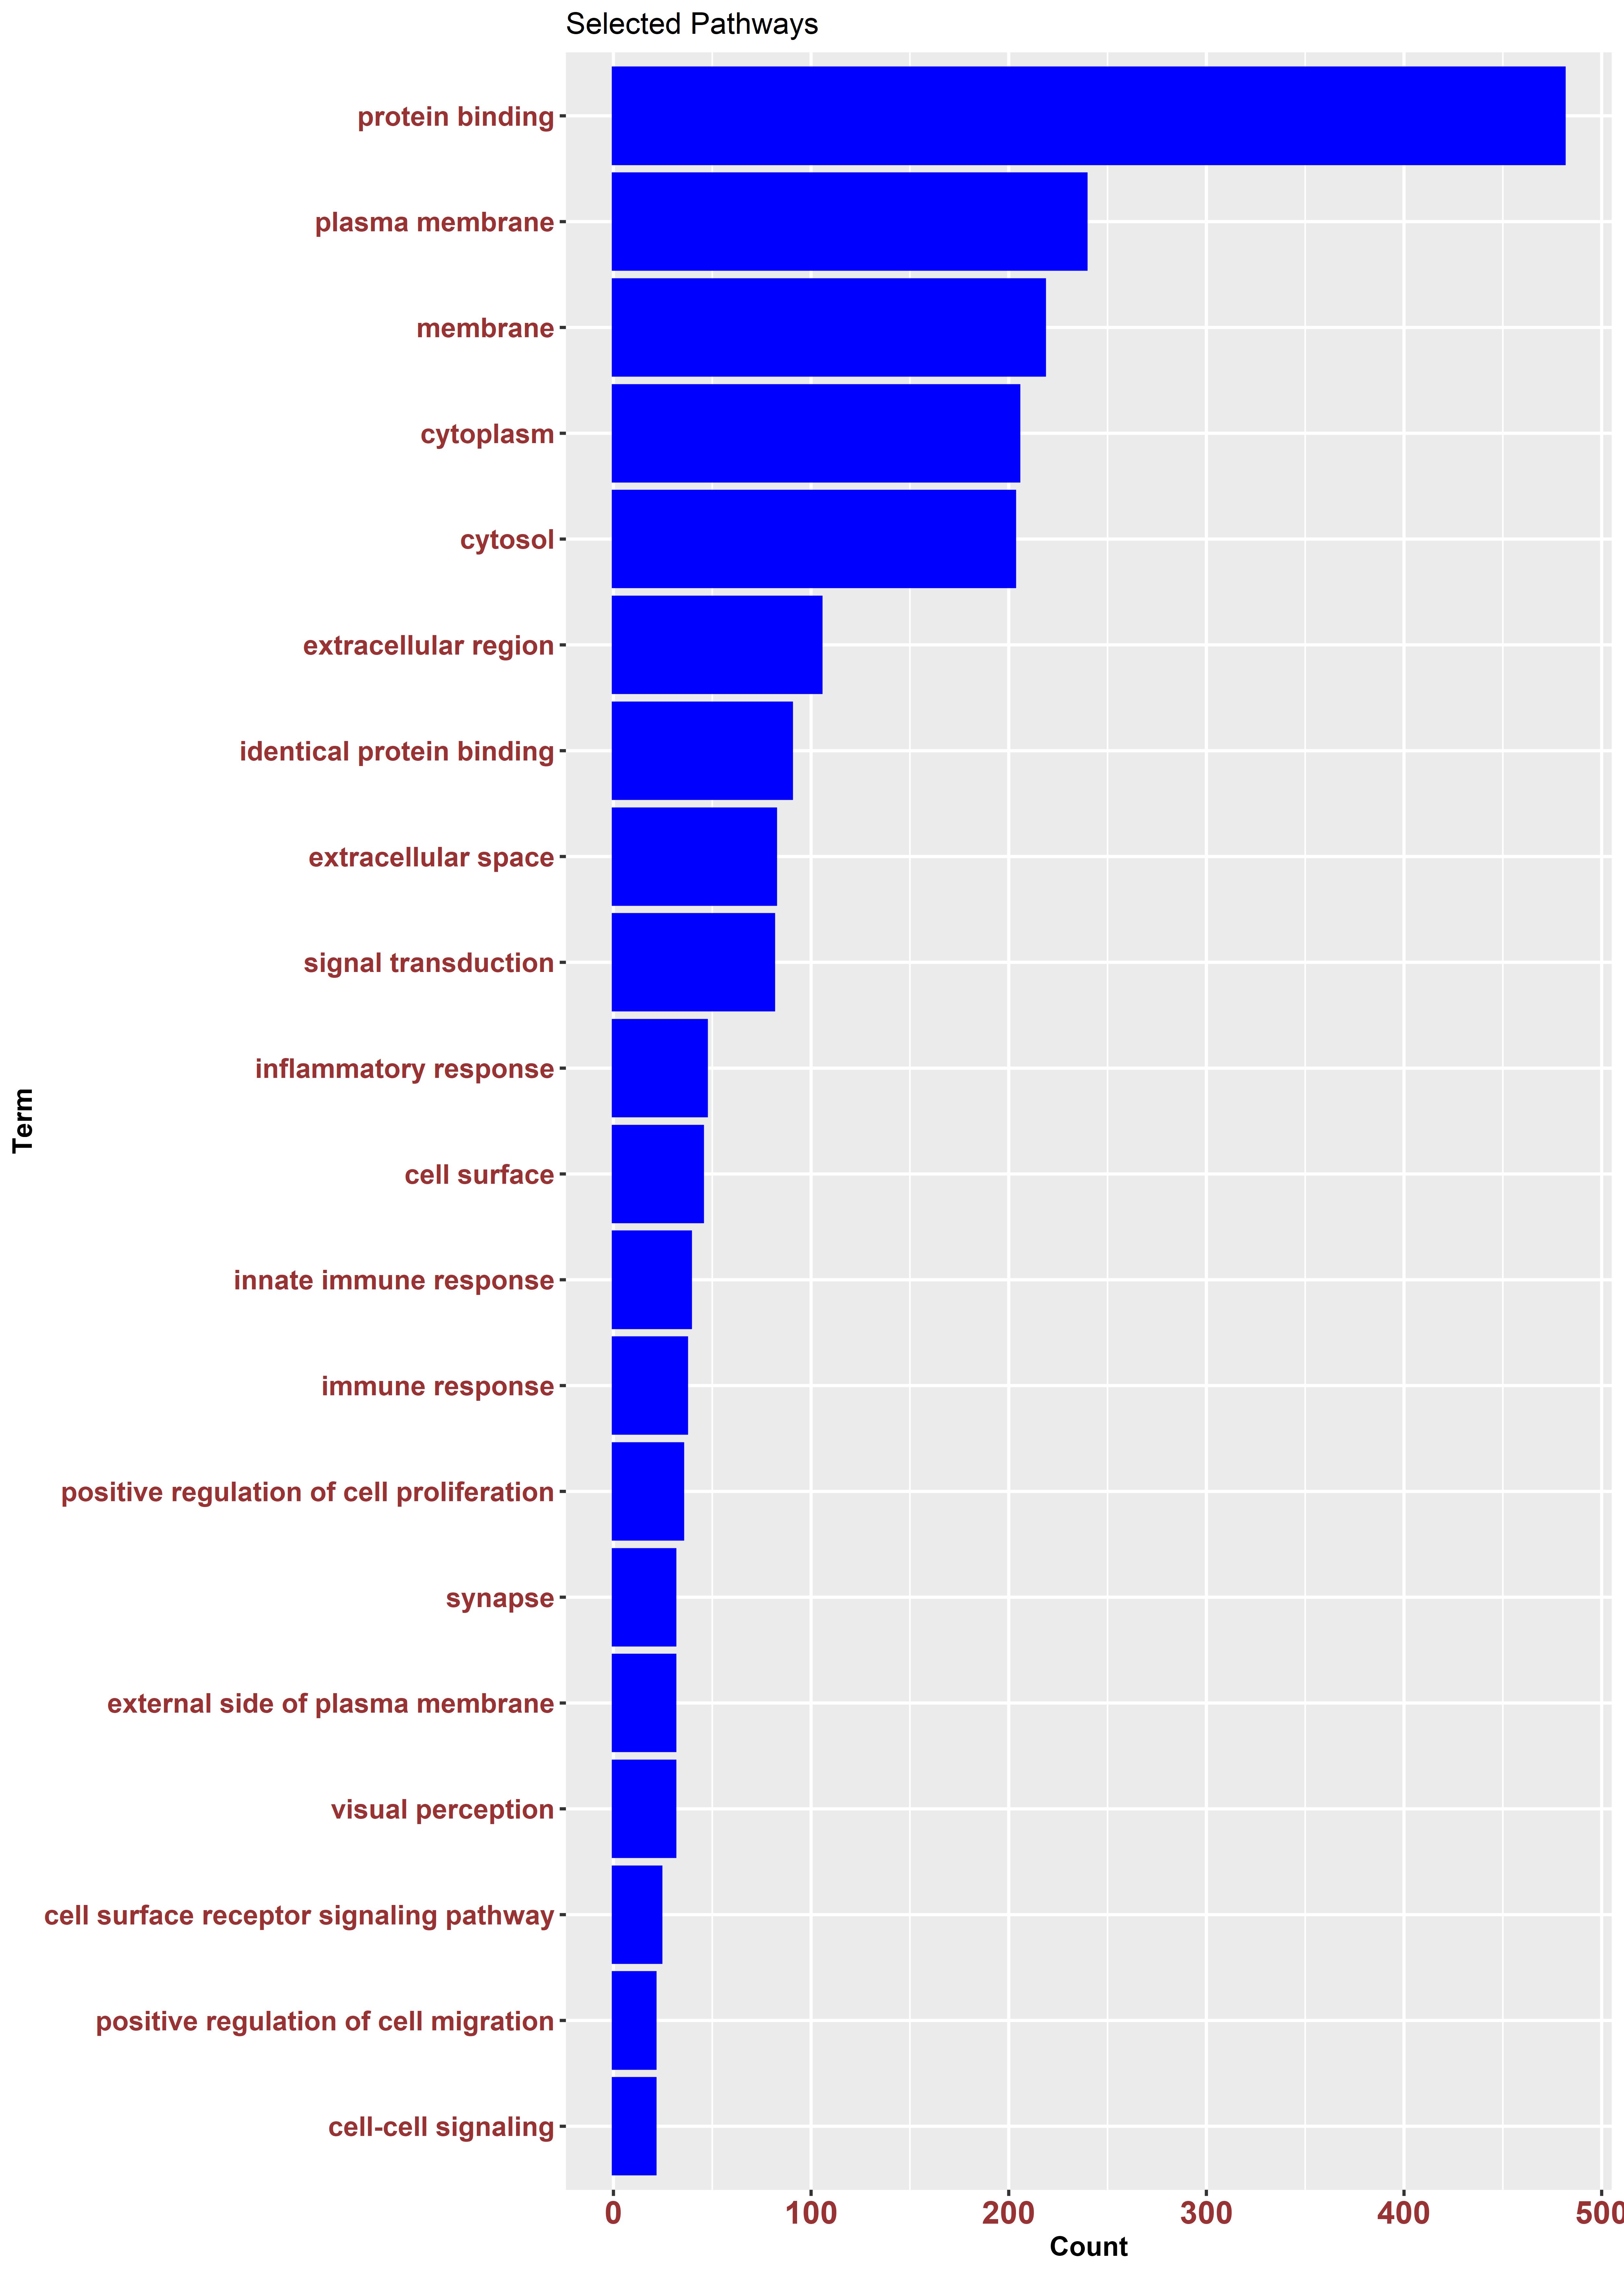 Selected Pathways
protein binding
plasma membrane
membrane
cytoplasm
cytosol
extracellular region
identical protein binding
extracellular space
signal transduction
inflammatory response
cell surface
innate immune response
immune response
positive regulation of cell proliferation
synapse
external side of plasma membrane
visual perception
cell surface receptor signaling pathway
positive regulation of cell migration
cell-cell signaling
Term
0 100 200 300 400 500
Count